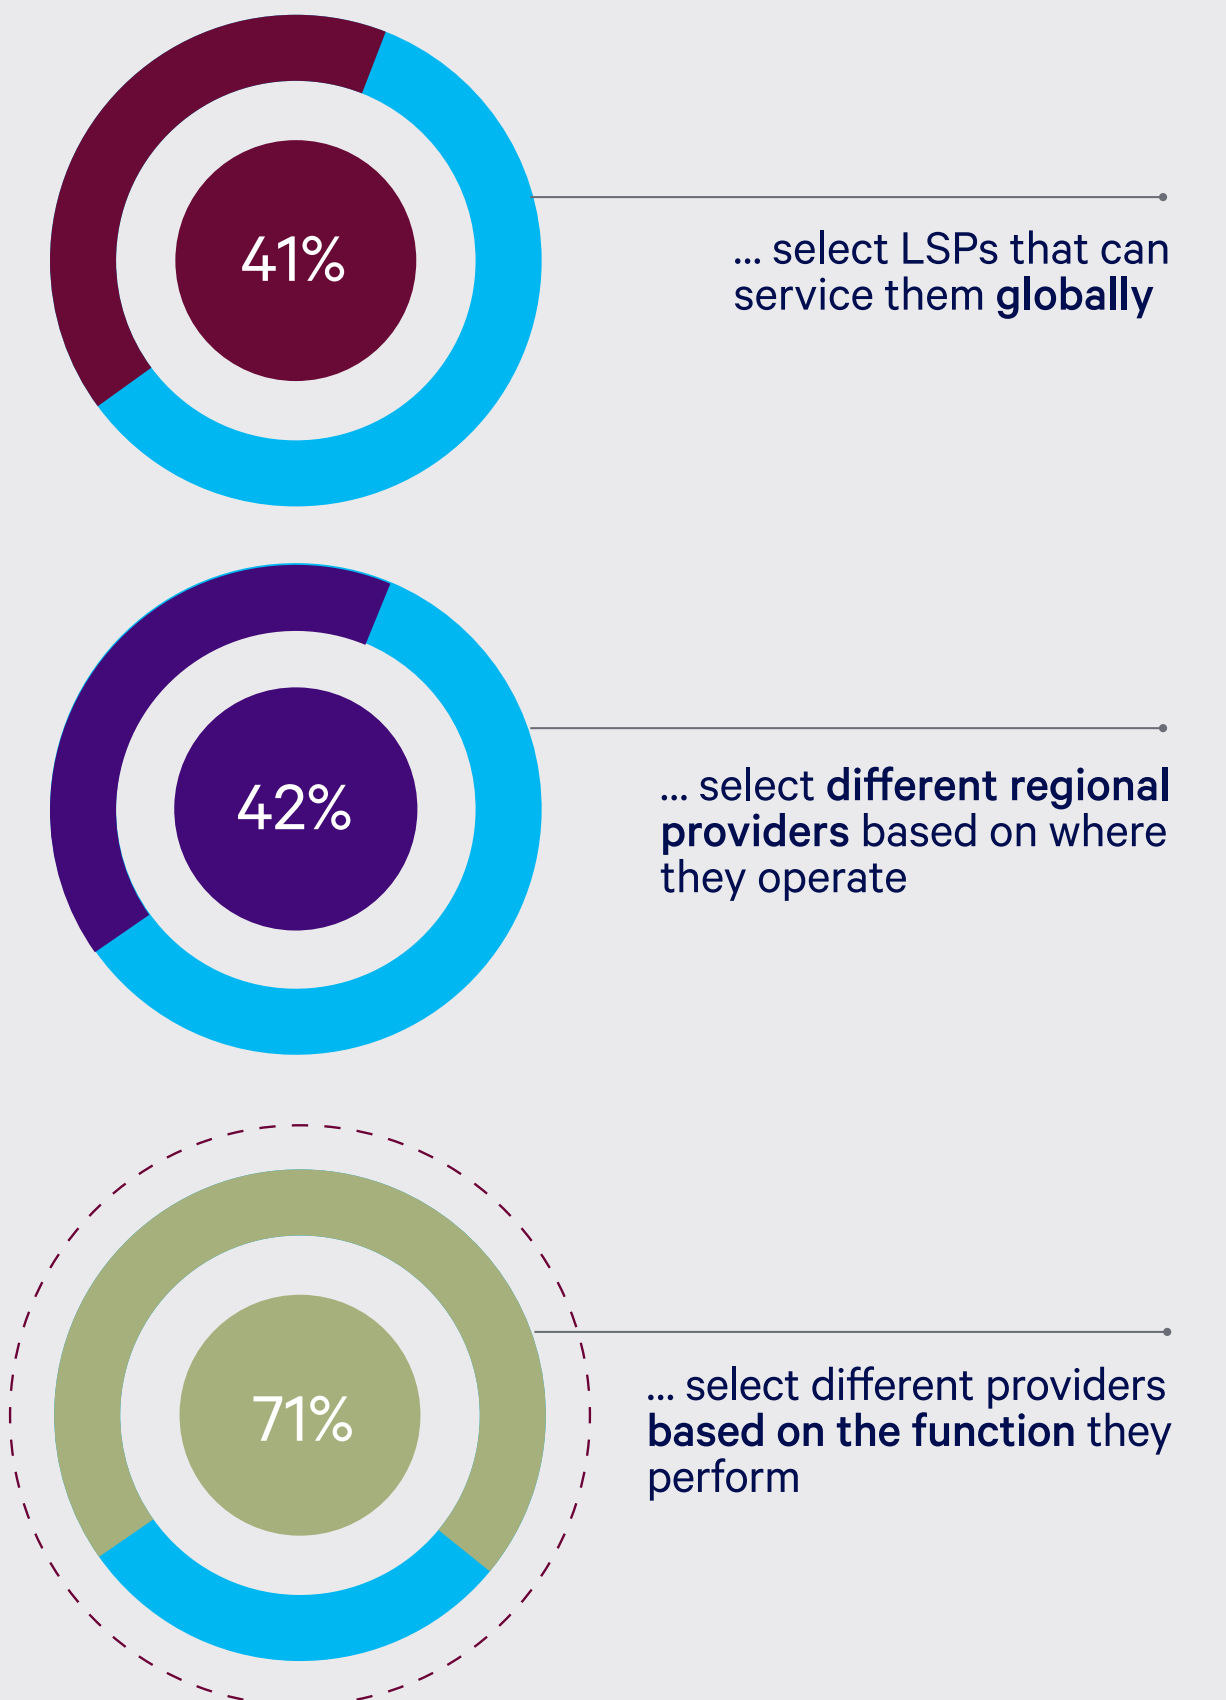 41%
... select LSPs that can
service them globally
42%
... select different regional
providers based on where
they operate
71%
... select different providers
based on the function they
perform